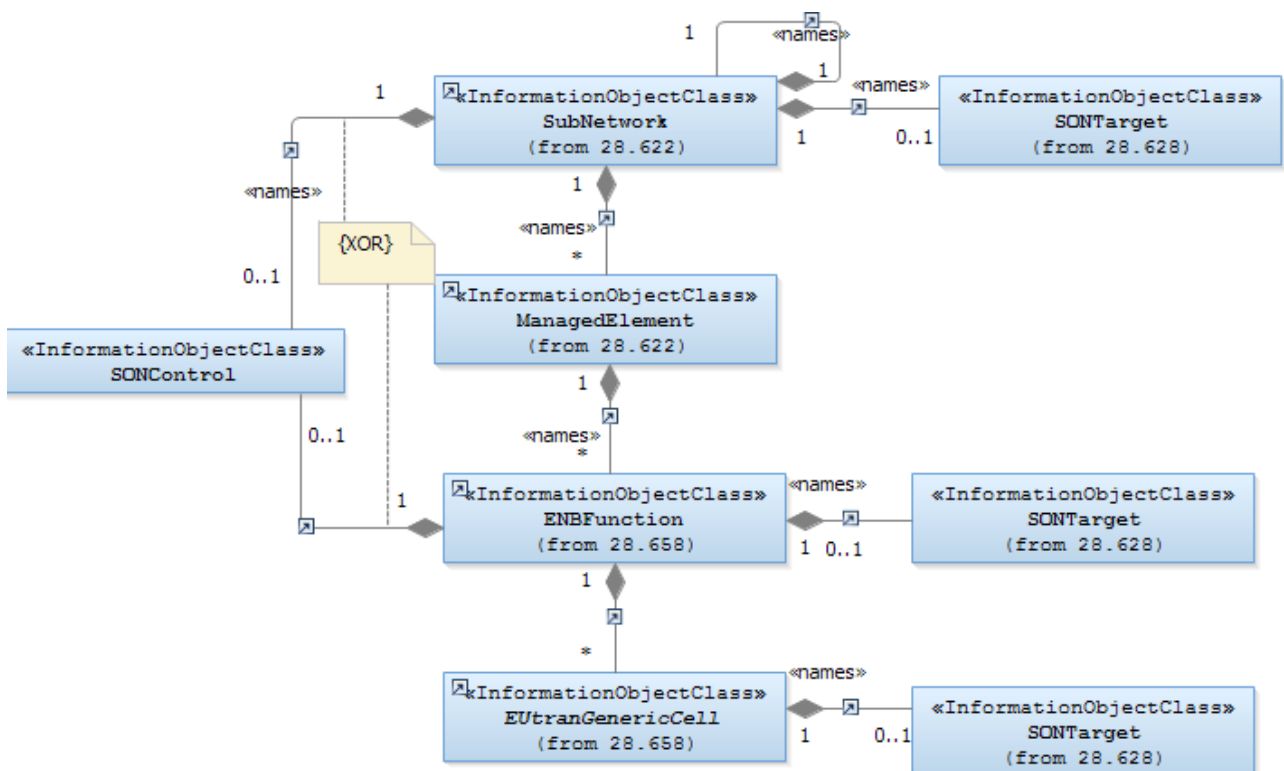 1
«names»
1
1
«names»
«InformationObjectClass»
SubNetwork
(from 28.622)
1
0..1
«InformationObjectClass»
SONTarget
(from 28.628)
«names»
{XOR}
0..1
1
«names»
*
«InformationObjectClass»
ManagedElement
(from 28.622)
«InformationObjectClass»
SONControl
0..1
1
«names»
*
1
«InformationObjectClass»
ENBFunction
(from 28.658)
«names»
1
0..1
«InformationObjectClass»
SONTarget
(from 28.628)
1
*
«InformationObjectClass»
EUtranGenericCell
(from 28.658)
«names»
1
0..1
«InformationObjectClass»
SONTarget
(from 28.628)